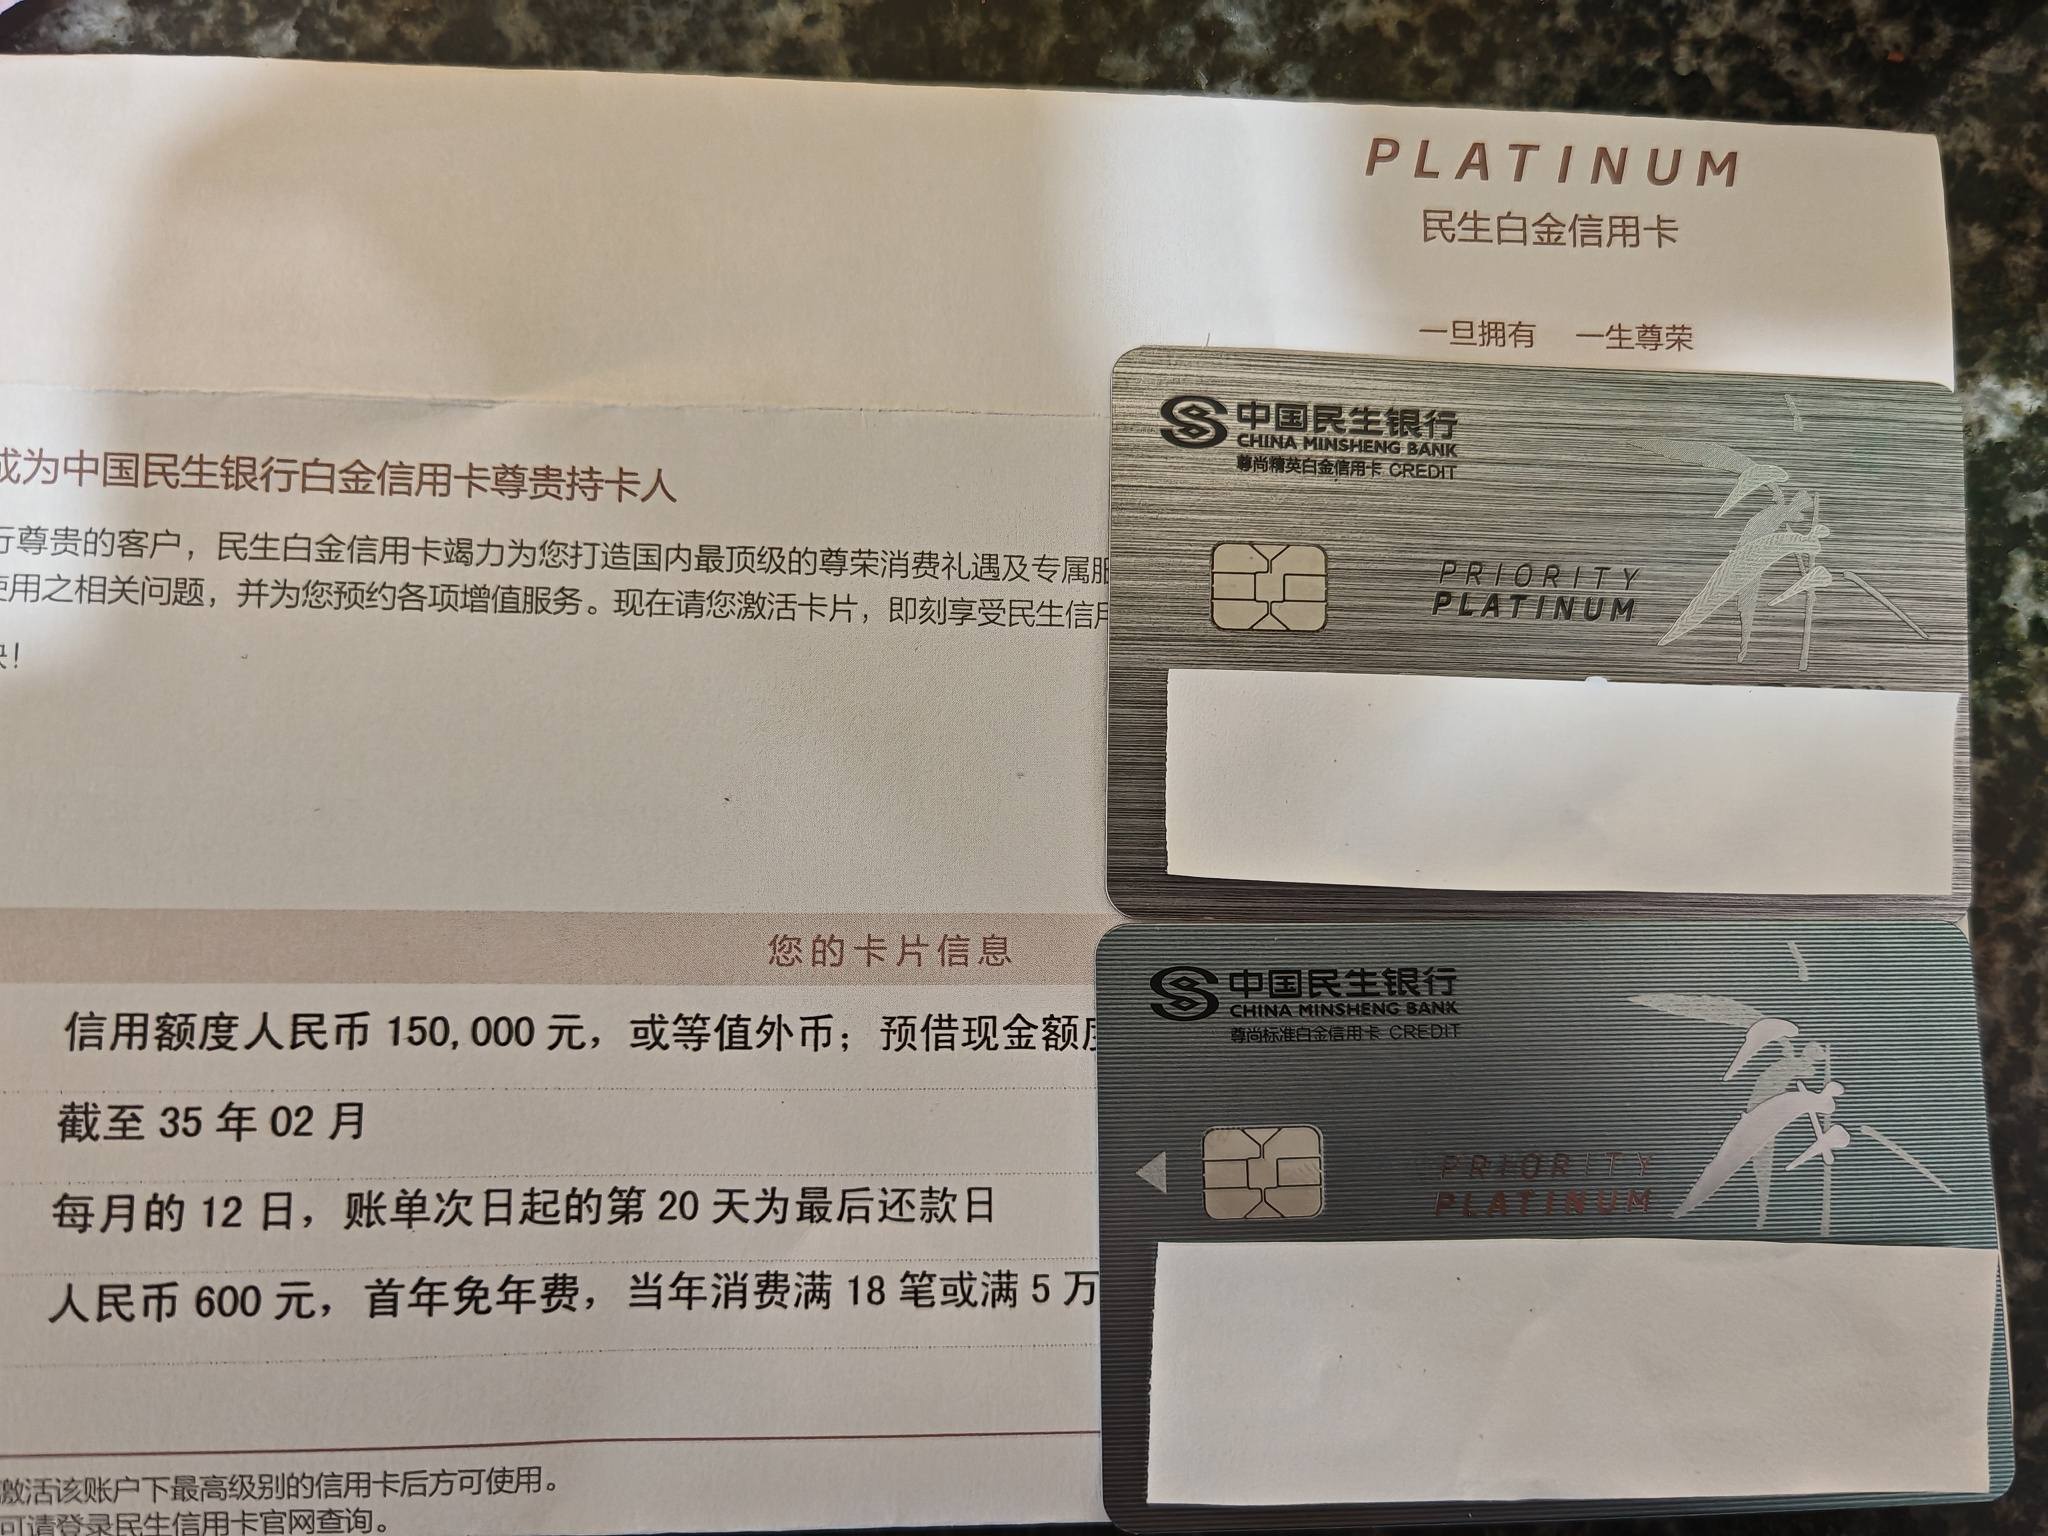 PLATINUM
民生白金信用卡
一旦拥有 一生尊荣
成为中国民生银行白金信用卡尊贵持卡人
行尊贵的客户，民生白金信用卡竭力为您打造国内最顶级的尊荣消费礼遇及专属服
使用之相关问题，并为您预约各项增值服务。现在请您激活卡片，即刻享受民生信用
！
中国民生银行
CHINA MINSHENG BANK
尊尚精英白金信用卡 CREDIT
PRIORITY
PLATINUM
您的卡片信息
信用额度人民币 150,000 元，或等值外币；预借现金额度
截至 35 年 02 月
每月的 12 日，账单次日起的第 20 天为最后还款日
人民币 600 元，首年免年费，当年消费满 18 笔或满 5 万
中国民生银行
CHINA MINSHENG BANK
尊尚标准白金信用卡 CREDIT
PRIORITY
PLATINUM
激活该账户下最高级别的信用卡后方可使用。
可请登录民生信用卡官网查询。